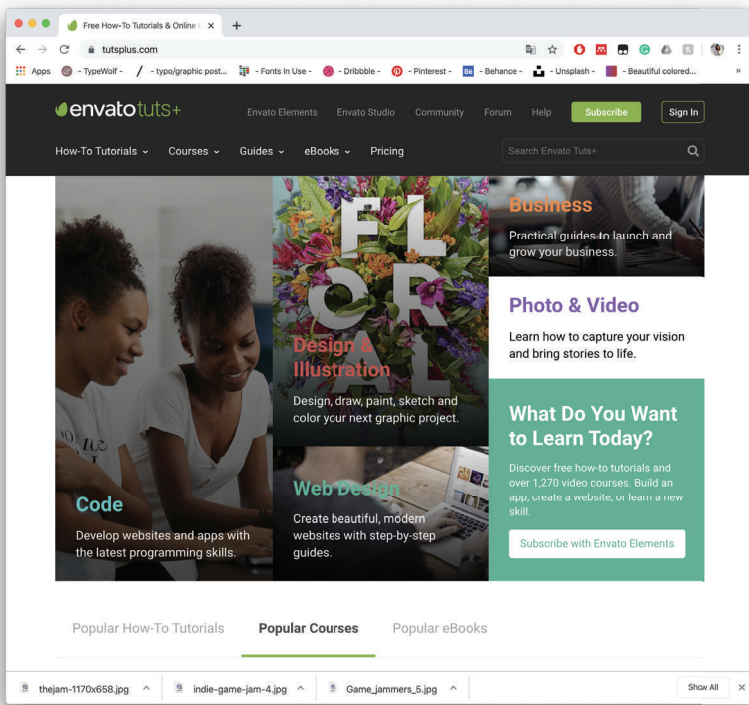 Free How-To Tutorials & Online C
tutsplus.com
Apps - TypeWolf - / - typo/graphic post... - Fonts In Use - - Dribbble - - Pinterest - Bē - Behance - - Unsplash - - Beautiful colored... »
envatotuts+
Envato Elements Envato Studio Community Forum Help Subscribe Sign In
How-To Tutorials Courses Guides eBooks Pricing Search Envato Tuts+
Business
Practical guides to launch and
grow your business.
Photo & Video
Learn how to capture your vision
and bring stories to life.
FL
OR
AL
Design &
Illustration
Design, draw, paint, sketch and
color your next graphic project.
What Do You Want
to Learn Today?
Discover free how-to tutorials and
over 1,270 video courses. Build an
app, create a website, or learn a new
skill.
Subscribe with Envato Elements
Code
Develop websites and apps with
the latest programming skills.
Web Design
Create beautiful, modern
websites with step-by-step
guides.
Popular How-To Tutorials Popular Courses Popular eBooks
thejam-1170x658.jpg indie-game-jam-4.jpg Game_jammers_5.jpg Show All